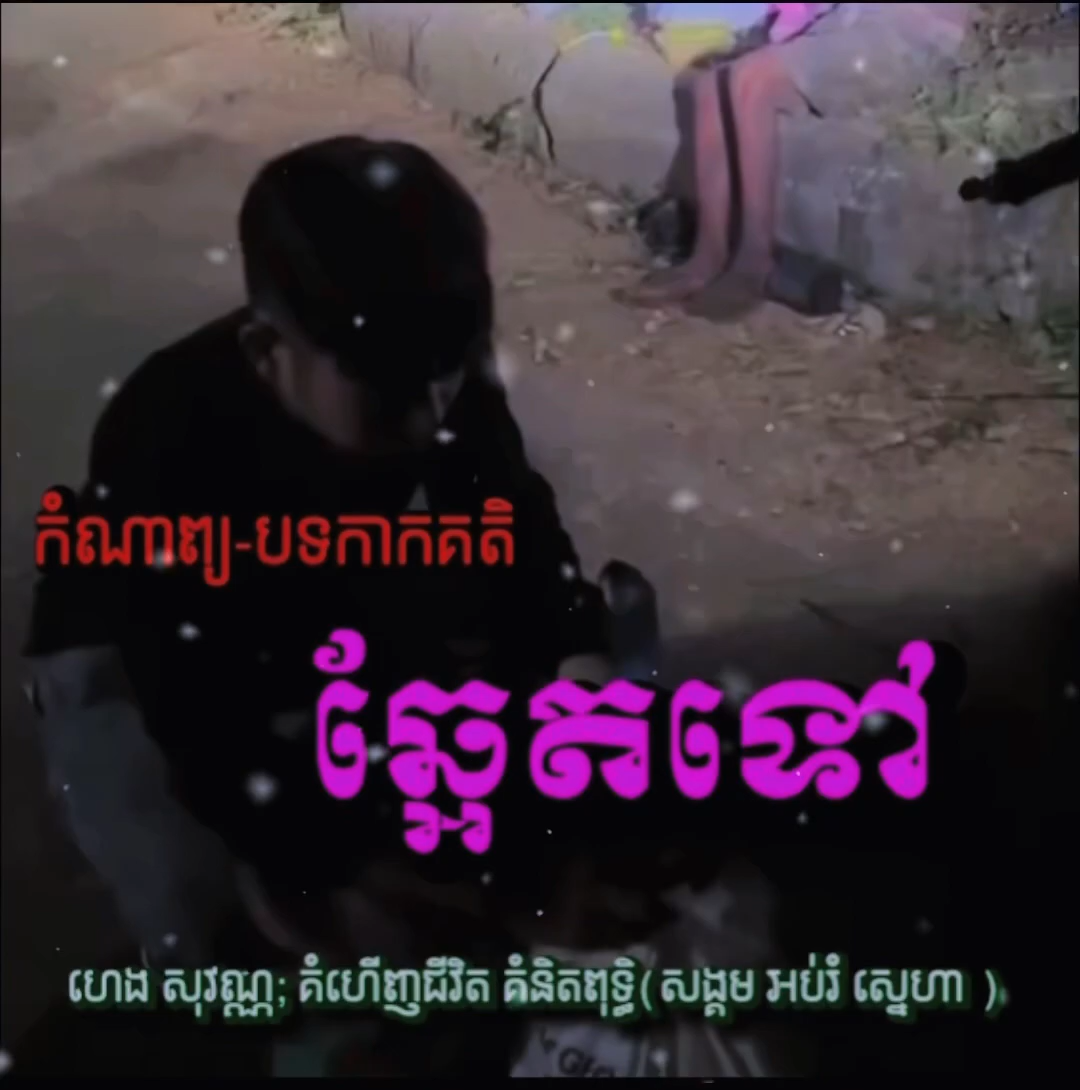 កំណាព្យ-បទកាកគតិ
ឆ្អែតទៅ
ហេង សុវណ្ណ; គំហើញជីវិត គំនិតពុទ្ធិ( សង្គម អប់រំ ស្នេហា )